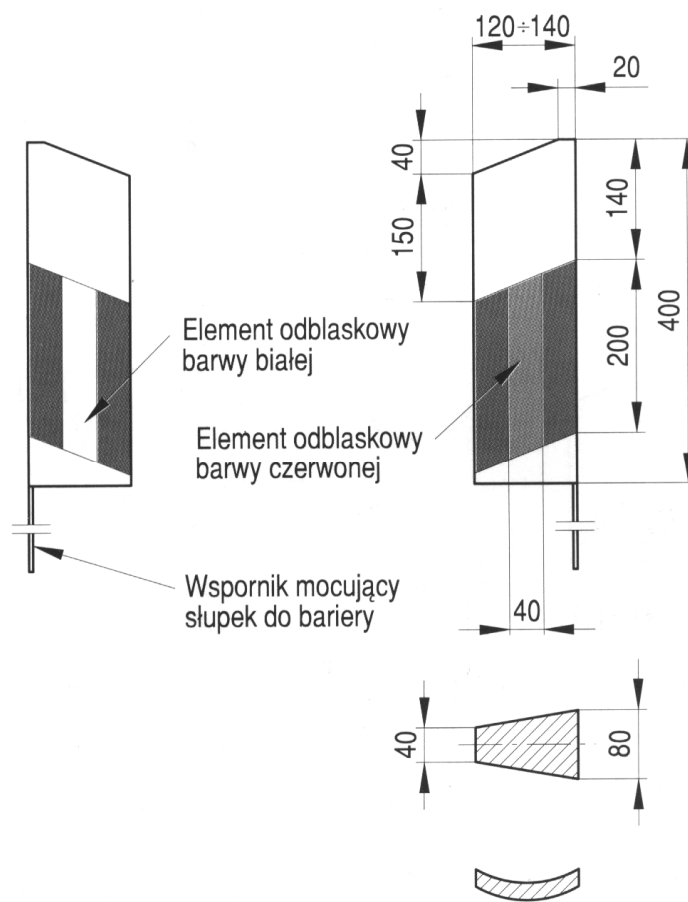 120÷140
20
40
150
140
200
400
Element odblaskowy
barwy białej
Element odblaskowy
barwy czerwonej
Wspornik mocujący
słupek do bariery
40
40
80